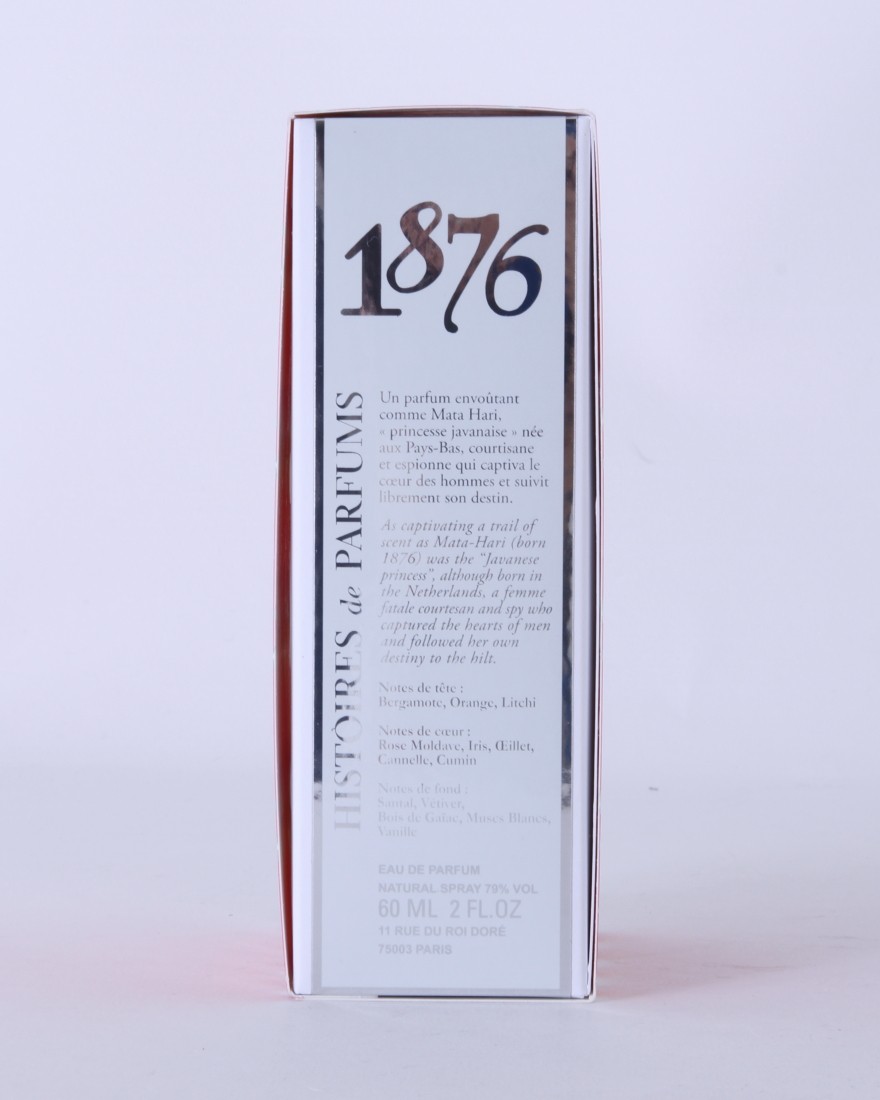 1876
HISTOIRES de PARFUMS
Un parfum envoûtant
comme Mata Hari,
« princesse javanaise » née
aux Pays-Bas, courtisane
et espionne qui captiva le
cœur des hommes et suivit
librement son destin.
As captivating a trail of
scent as Mata-Hari (born
1876) was the "Javanese
princess", although born in
the Netherlands, a femme
fatale courtesan and spy who
captured the hearts of men
and followed her own
destiny to the hilt.
Notes de tête :
Bergamote, Orange, Litchi
Notes de cœur :
Rose Moldave, Iris, Œillet,
Cannelle, Cumin
Notes de fond :
Santal, Vetiver,
Bois de Gaïac, Muscs Blancs,
Vanille
EAU DE PARFUM
NATURAL SPRAY 79% VOL
60 ML 2 FL.OZ
11 RUE DU ROI DORÉ
75003 PARIS